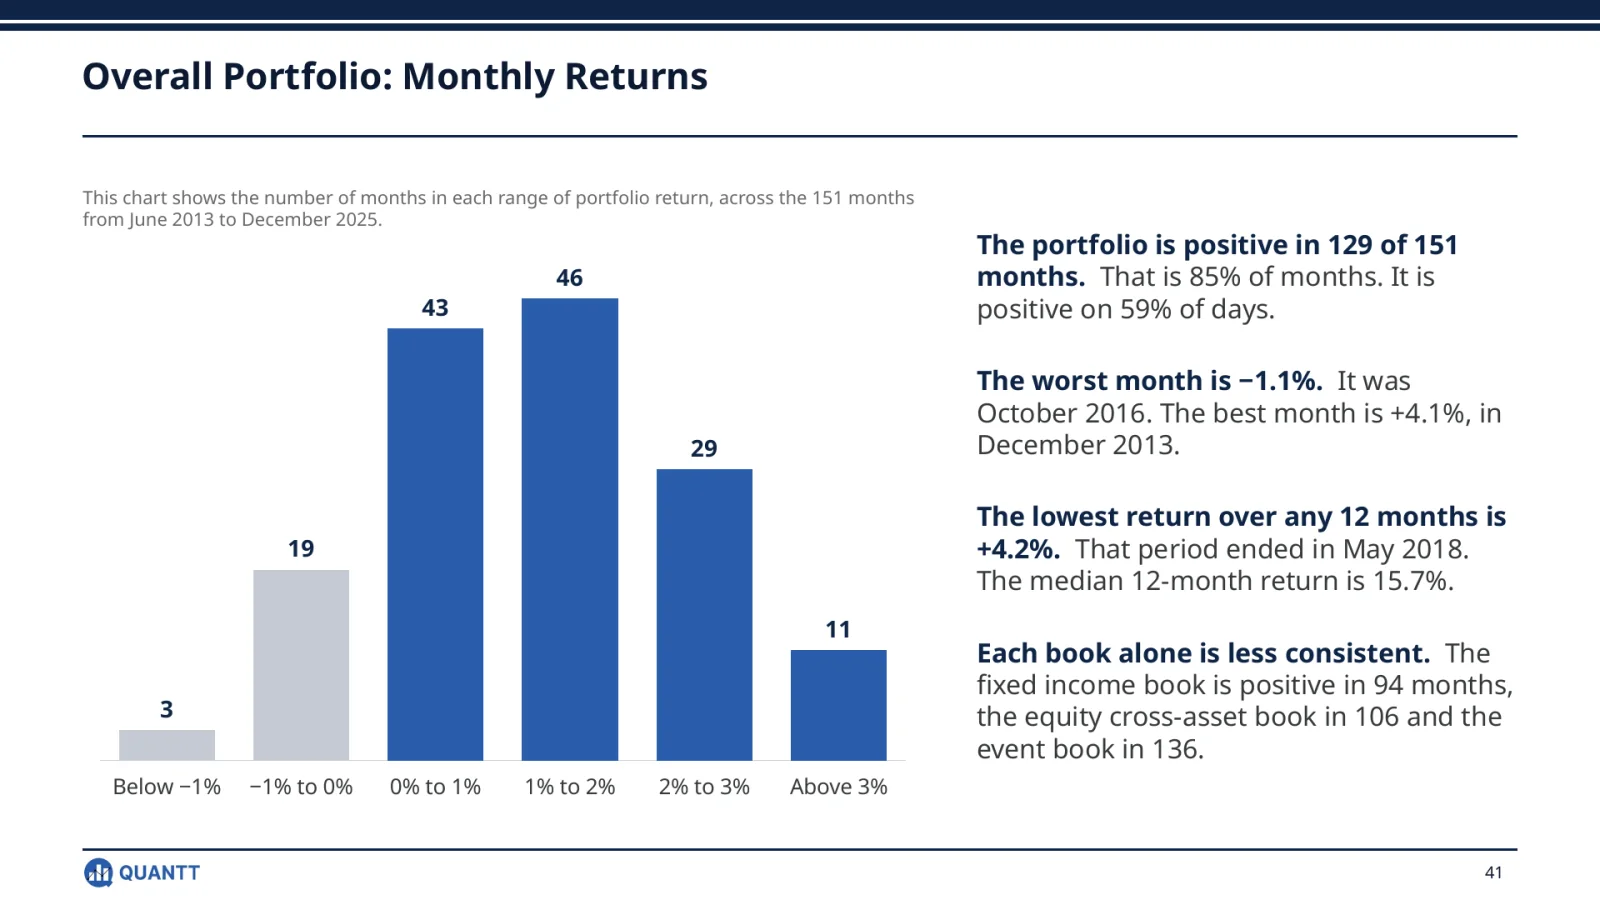 Overall Portfolio: Monthly Returns
This chart shows the number of months in each range of portfolio return, across the 151 months
from June 2013 to December 2025.
46
43
29
19
11
3
Below −1%
−1% to 0%
0% to 1%
1% to 2%
2% to 3%
Above 3%
The portfolio is positive in 129 of 151
months. That is 85% of months. It is
positive on 59% of days.
The worst month is −1.1%. It was
October 2016. The best month is +4.1%, in
December 2013.
The lowest return over any 12 months is
+4.2%. That period ended in May 2018.
The median 12-month return is 15.7%.
Each book alone is less consistent. The
fixed income book is positive in 94 months,
the equity cross-asset book in 106 and the
event book in 136.
QUANTT
41